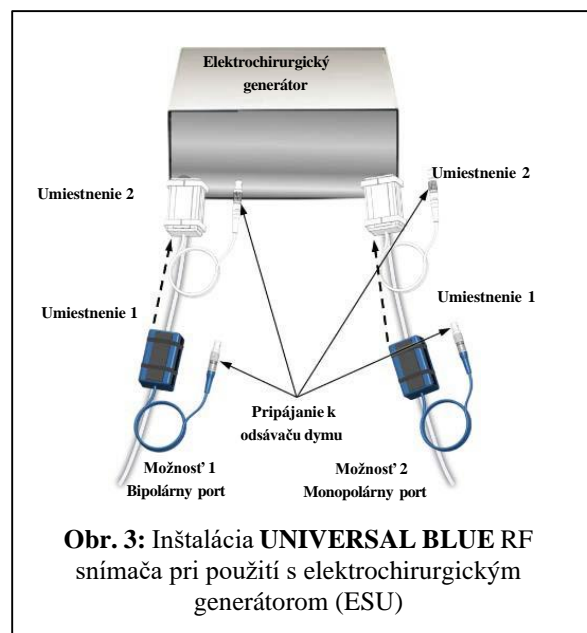 Elektrochirurgický
generátor
Umiestnenie 2
Umiestnenie 2
Umiestnenie 1
Umiestnenie 1
Pripájanie k
odsávaču dymu
Možnosť 1
Bipolárny port
Možnosť 2
Monopolárny port
Obr. 3: Inštalácia UNIVERSAL BLUE RF
snímača pri použití s elektrochirurgickým
generátorom (ESU)